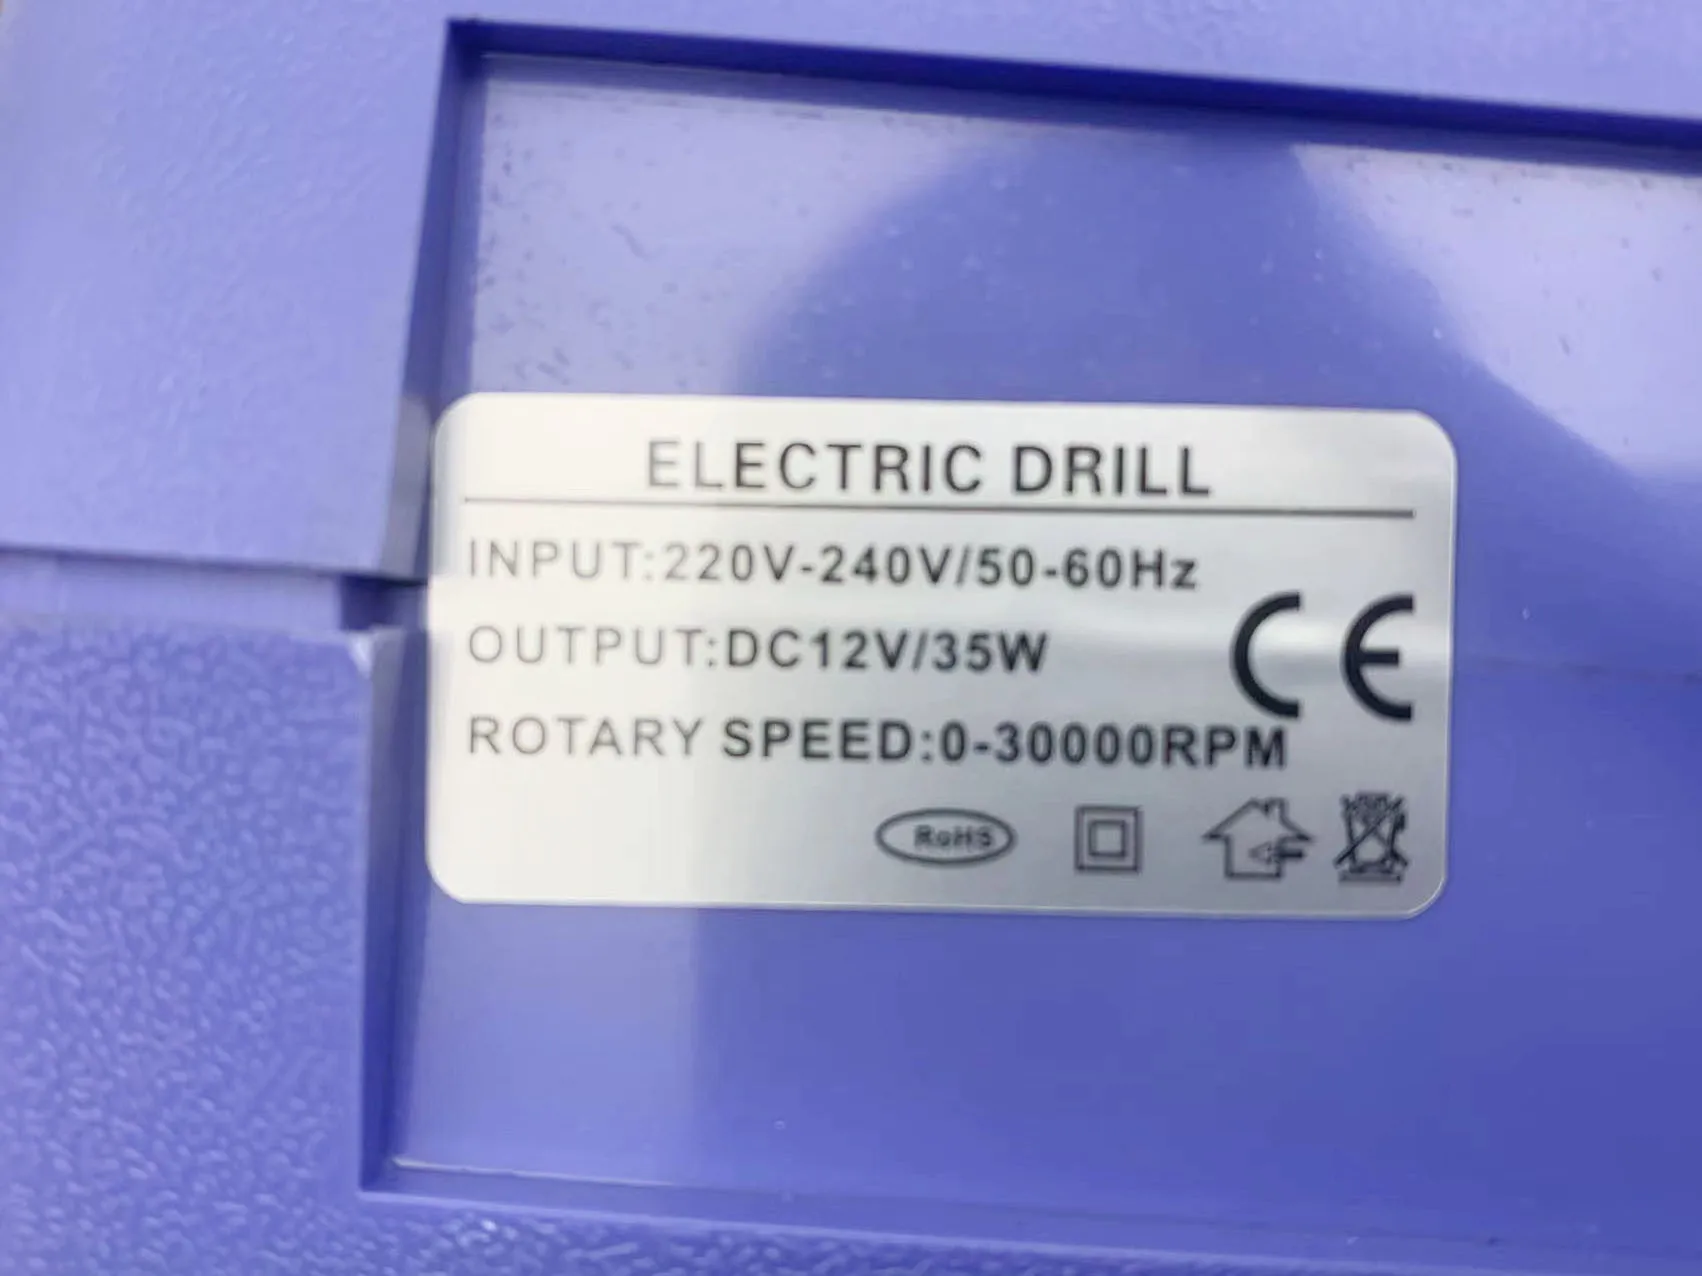 ELECTRIC DRILL
INPUT:220V-240V/50-60Hz
OUTPUT:DC12V/35W
CE
ROTARY SPEED:0-30000RPM
RoHS